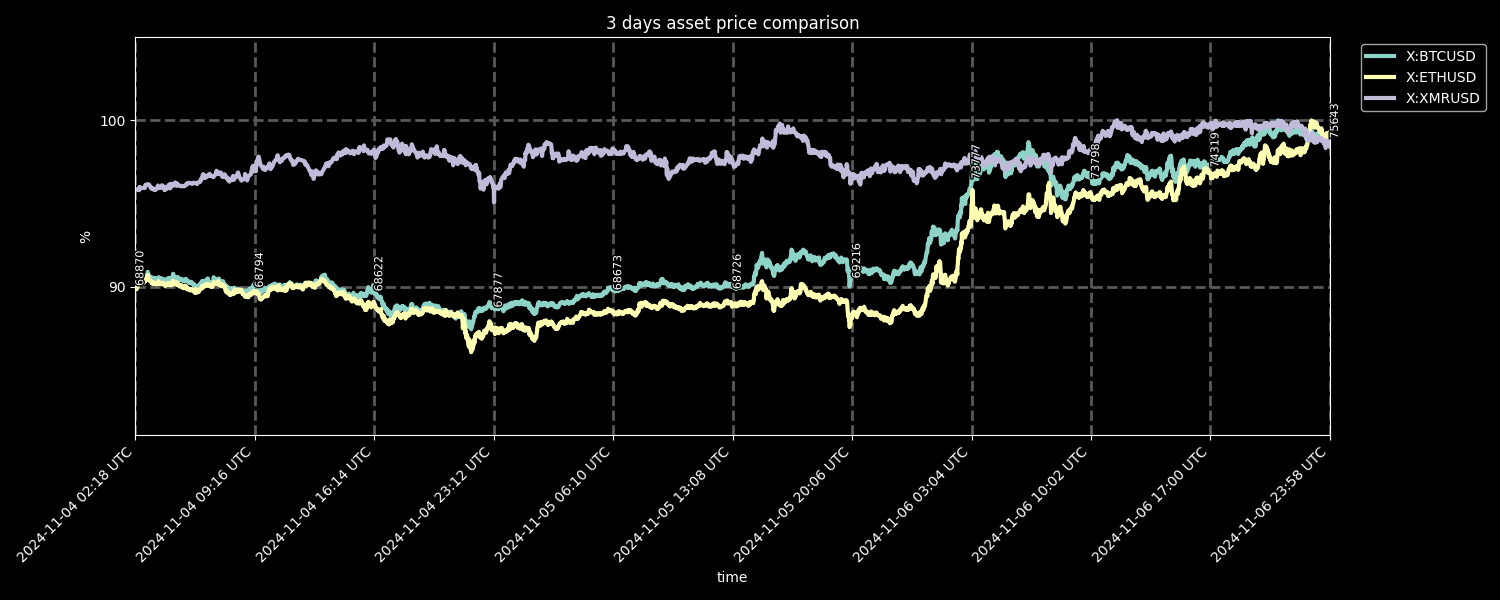 3 days asset price comparison
X:BTCUSD
X:ETHUSD
X:XMRUSD
%
100
90
68870
68794
68622
67877
68673
68726
69216
73798
74319
75643
2024-11-04 02:18 UTC
2024-11-04 09:16 UTC
2024-11-04 16:14 UTC
2024-11-04 23:12 UTC
2024-11-05 06:10 UTC
2024-11-05 13:08 UTC
2024-11-05 20:06 UTC
2024-11-06 03:04 UTC
2024-11-06 10:02 UTC
2024-11-06 17:00 UTC
2024-11-06 23:58 UTC
time